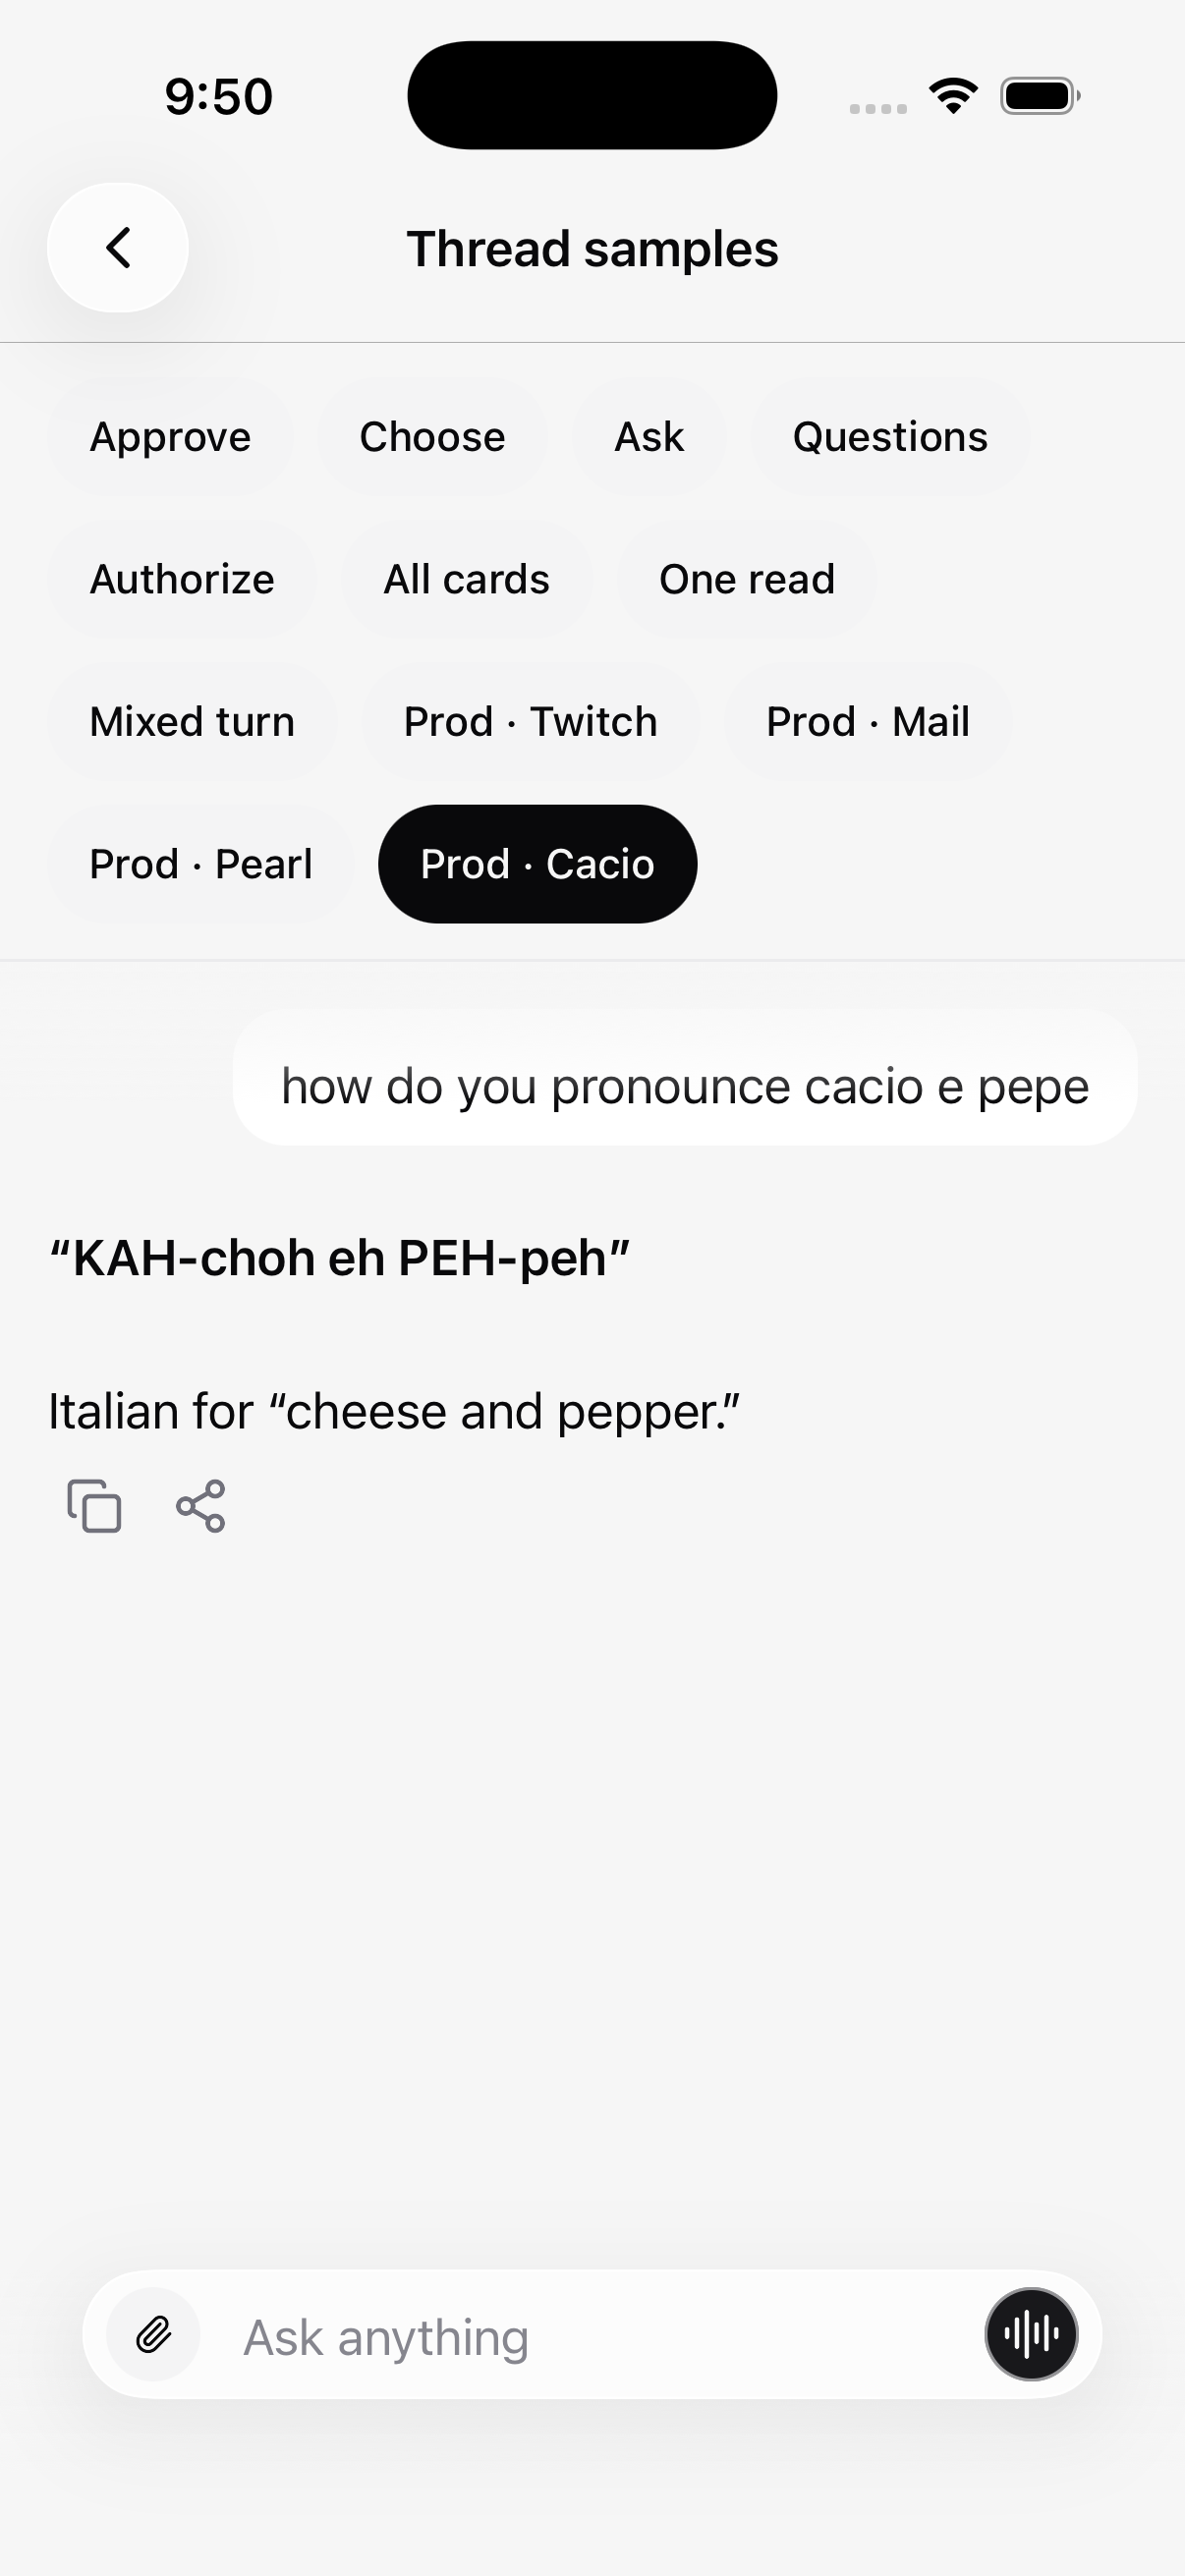 9:50
Thread samples
Approve Choose Ask Questions
Authorize All cards One read
Mixed turn Prod · Twitch Prod · Mail
Prod · Pearl Prod · Cacio
how do you pronounce cacio e pepe
“KAH-choh eh PEH-peh”
Italian for “cheese and pepper.”
Ask anything